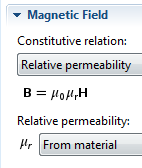 Magnetic Field
Constitutive relation:
Relative permeability
B = μ₀μᵣH
Relative permeability:
μᵣ From material